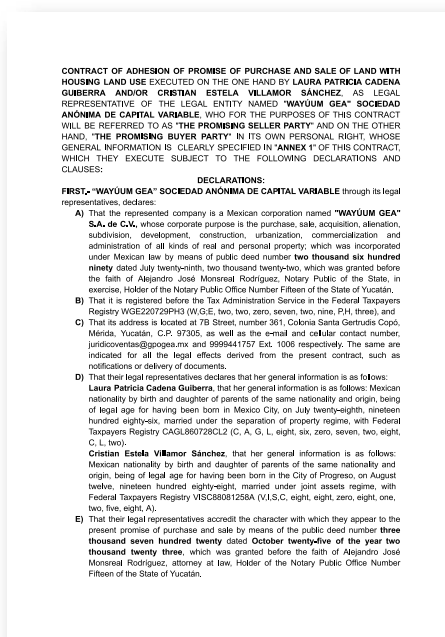 CONTRACT OF ADHESION OF PROMISE OF PURCHASE AND SALE OF LAND WITH
HOUSING LAND USE EXECUTED ON THE ONE HAND BY LAURA PATRICIA CADENA
GUIBERRA AND/OR CRISTIAN ESTELA VILLAMOR SÁNCHEZ, AS LEGAL
REPRESENTATIVE OF THE LEGAL ENTITY NAMED "WAYÚUM GEA" SOCIEDAD
ANÓNIMA DE CAPITAL VARIABLE, WHO FOR THE PURPOSES OF THIS CONTRACT
WILL BE REFERRED TO AS "THE PROMISING SELLER PARTY" AND ON THE OTHER
HAND, "THE PROMISING BUYER PARTY" IN ITS OWN PERSONAL RIGHT, WHOSE
GENERAL INFORMATION IS CLEARLY SPECIFIED IN "ANNEX 1" OF THIS CONTRACT,
WHICH THEY EXECUTE SUBJECT TO THE FOLLOWING DECLARATIONS AND
CLAUSES:
DECLARATIONS:
FIRST.- "WAYÚUM GEA" SOCIEDAD ANÓNIMA DE CAPITAL VARIABLE through its legal
representatives, declares:
A) That the represented company is a Mexican corporation named "WAYÚUM GEA"
S.A. de C.V., whose corporate purpose is the purchase, sale, acquisition, alienation,
subdivision, development, construction, urbanization, commercialization and
administration of all kinds of real and personal property; which was incorporated
under Mexican law by means of public deed number two thousand six hundred
ninety dated July twenty-ninth, two thousand twenty-two, which was granted before
the faith of Alejandro José Monsreal Rodríguez, Notary Public of the State, in
exercise, Holder of the Notary Public Office Number Fifteen of the State of Yucatán.
B) That it is registered before the Tax Administration Service in the Federal Taxpayers
Registry WGE220729PH3 (W,G;E, two, two, zero, seven, two, nine, P,H, three), and
C) That its address is located at 7B Street, number 361, Colonia Santa Gertrudis Copó,
Mérida, Yucatán, C.P. 97305, as well as the e-mail and cellular contact number,
juridicoventas@gpogea.mx and 9999441757 Ext. 1006 respectively. The same are
indicated for all the legal effects derived from the present contract, such as
notifications or delivery of documents.
D) That their legal representatives declares that her general information is as follows:
Laura Patricia Cadena Guiberra, that her general information is as follows: Mexican
nationality by birth and daughter of parents of the same nationality and origin, being
of legal age for having been born in Mexico City, on July twenty-eighth, nineteen
hundred eighty-six, married under the separation of property regime, with Federal
Taxpayers Registry CAGL860728CL2 (C, A, G, L, eight, six, zero, seven, two, eight,
C, L, two).
Cristian Estela Villamor Sánchez, that her general information is as follows:
Mexican nationality by birth and daughter of parents of the same nationality and
origin, being of legal age for having been born in the City of Progreso, on August
twelve, nineteen hundred eighty-eight, married under joint assets regime, with
Federal Taxpayers Registry VISC88081258A (V,I,S,C, eight, eight, zero, eight, one,
two, five, eight, A).
E) That their legal representatives accredit the character with which they appear to the
present promise of purchase and sale by means of the public deed number three
thousand seven hundred twenty dated October twenty-five of the year two
thousand twenty three, which was granted before the faith of Alejandro José
Monsreal Rodríguez, attorney at law, Holder of the Notary Public Office Number
Fifteen of the State of Yucatán.